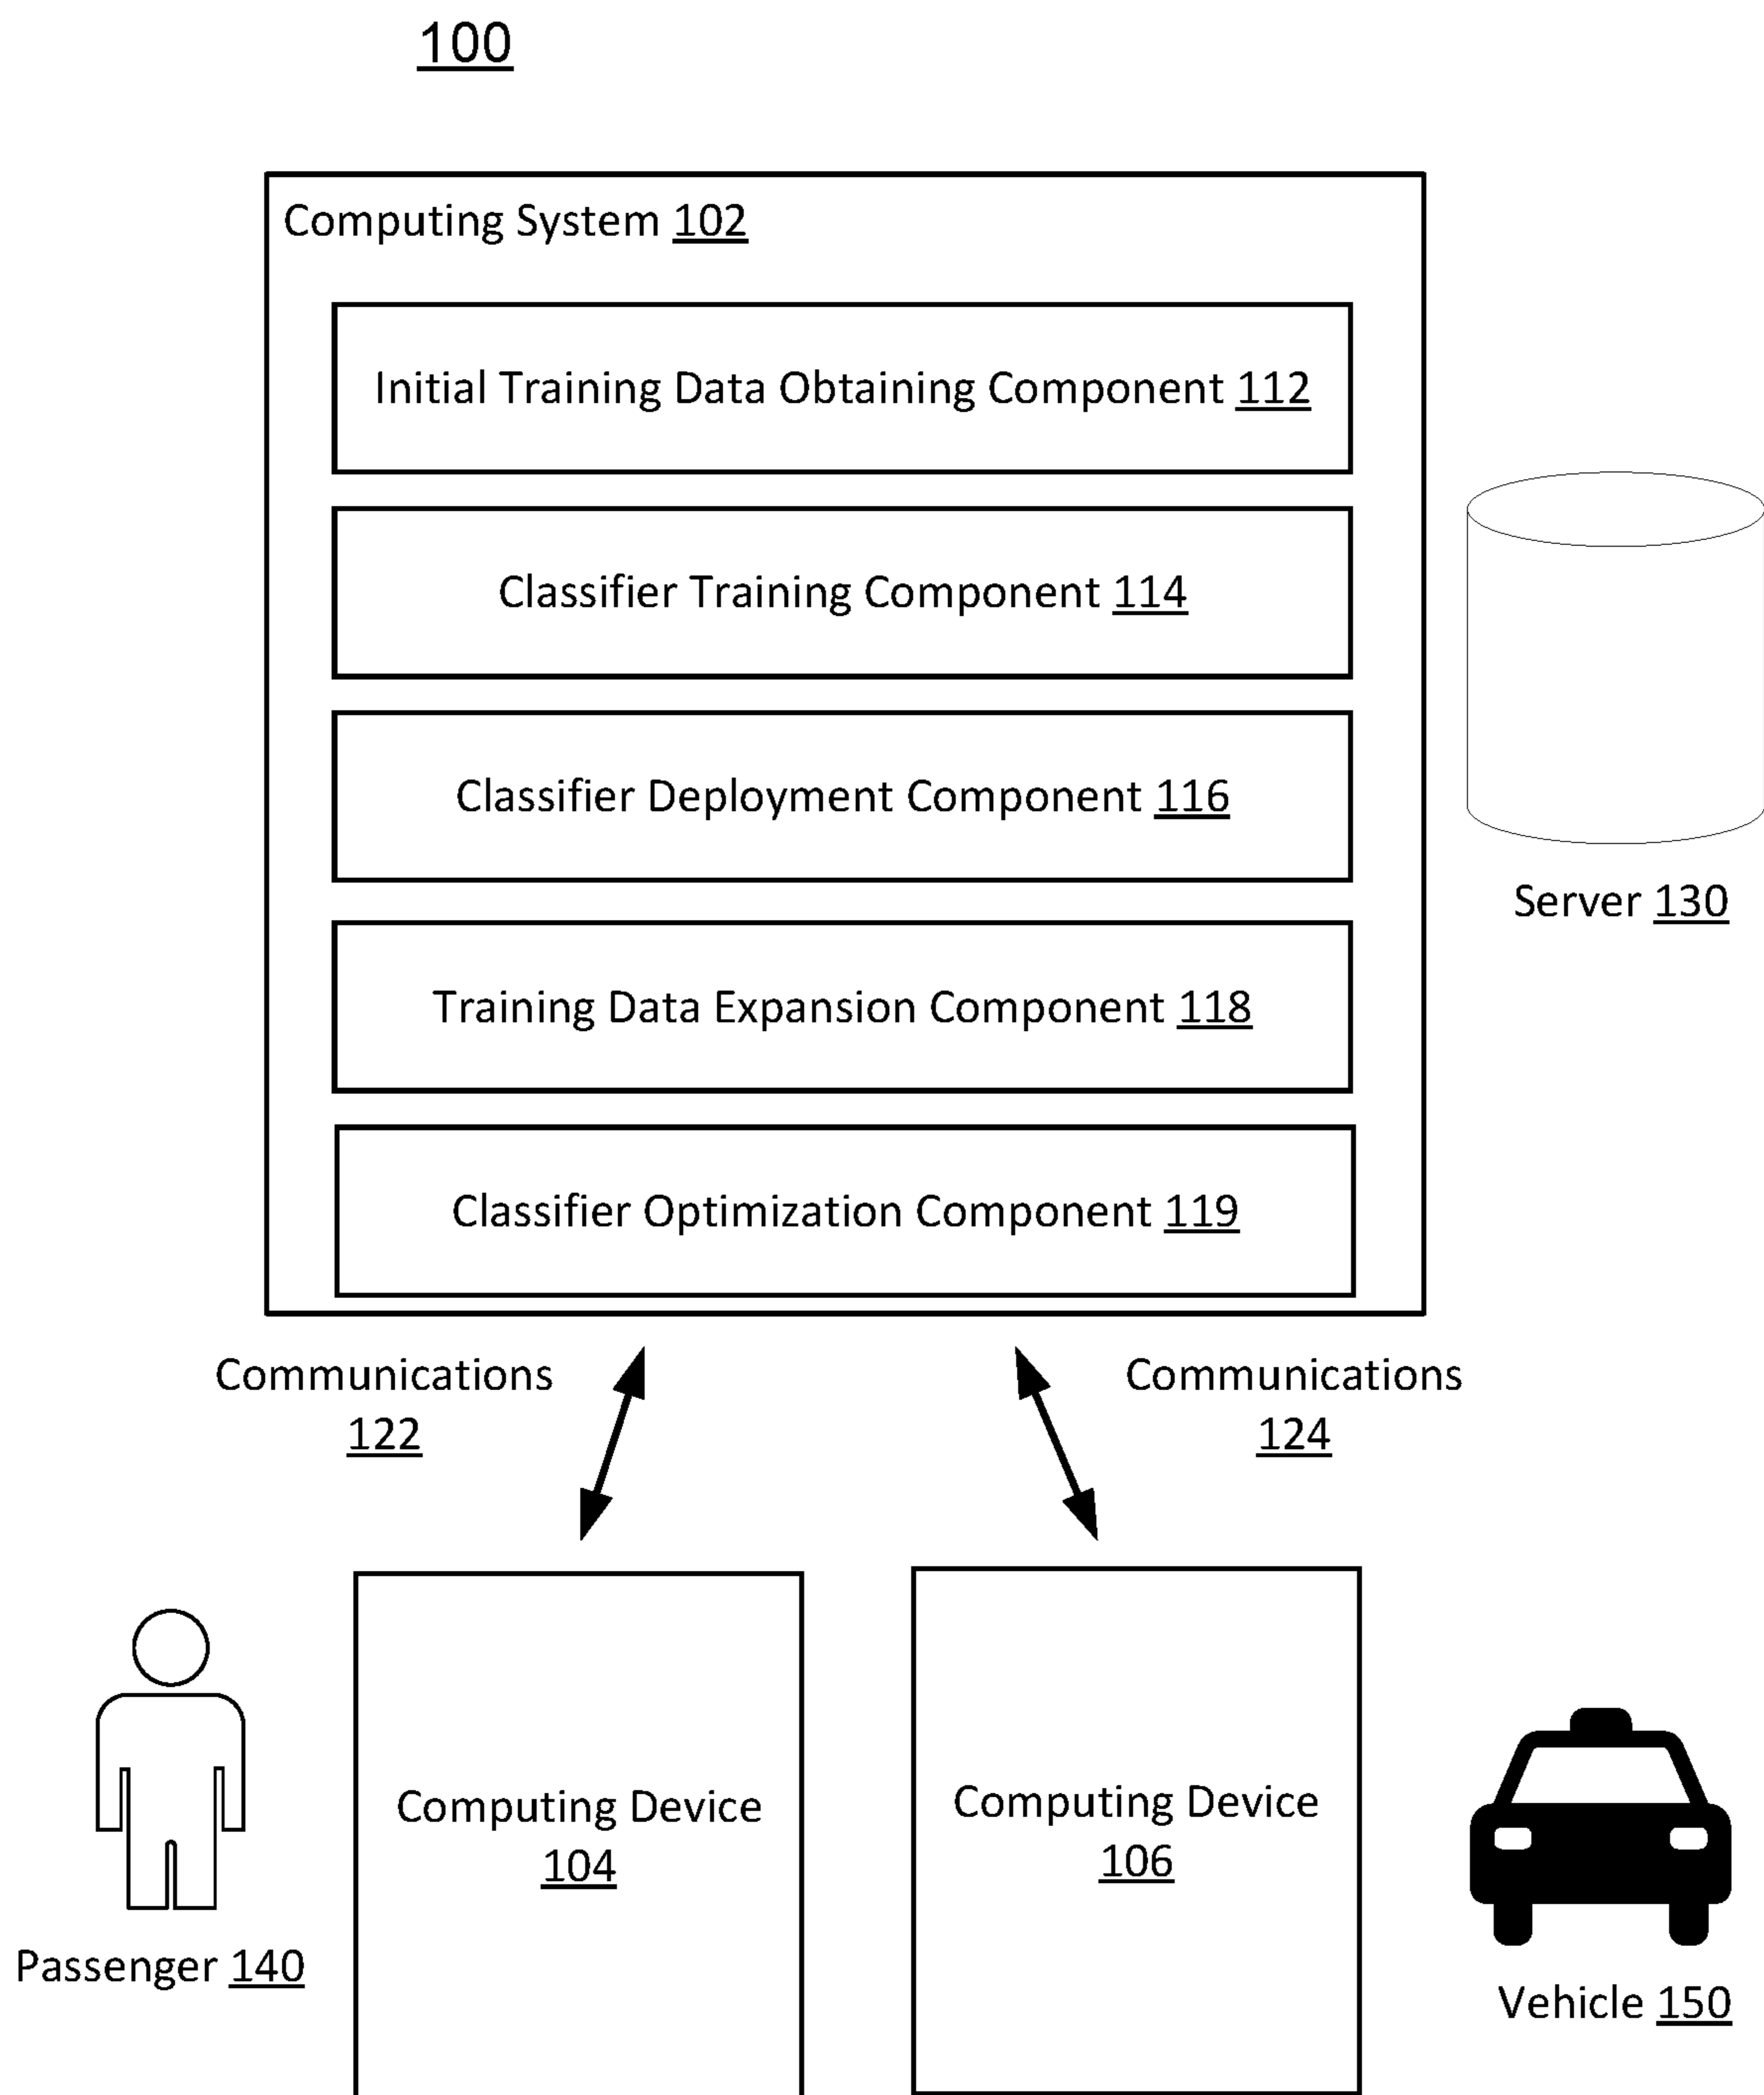 100
Computing System 102
Initial Training Data Obtaining Component 112
Classifier Training Component 114
Classifier Deployment Component 116
Server 130
Training Data Expansion Component 118
Classifier Optimization Component 119
Communications
122
Communications
124
Computing Device
104
Computing Device
106
Passenger 140
Vehicle 150